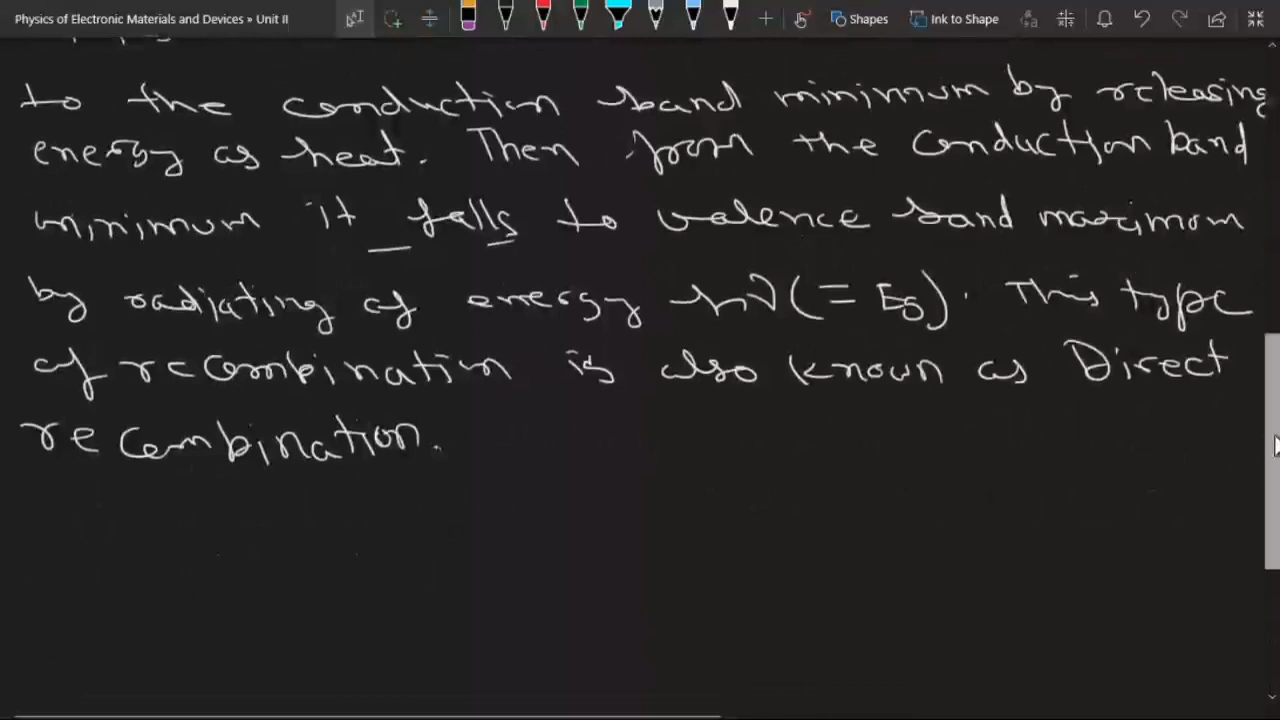 Physics of Electronic Materials and Devices » Unit II
Shapes
Ink to Shape
to the conduction band minimum by releasing
energy as heat. Then from the conduction band
minimum it falls to valence band maximum
by radiating of energy hν(= Eg). This type
of recombination is also known as Direct
recombination.